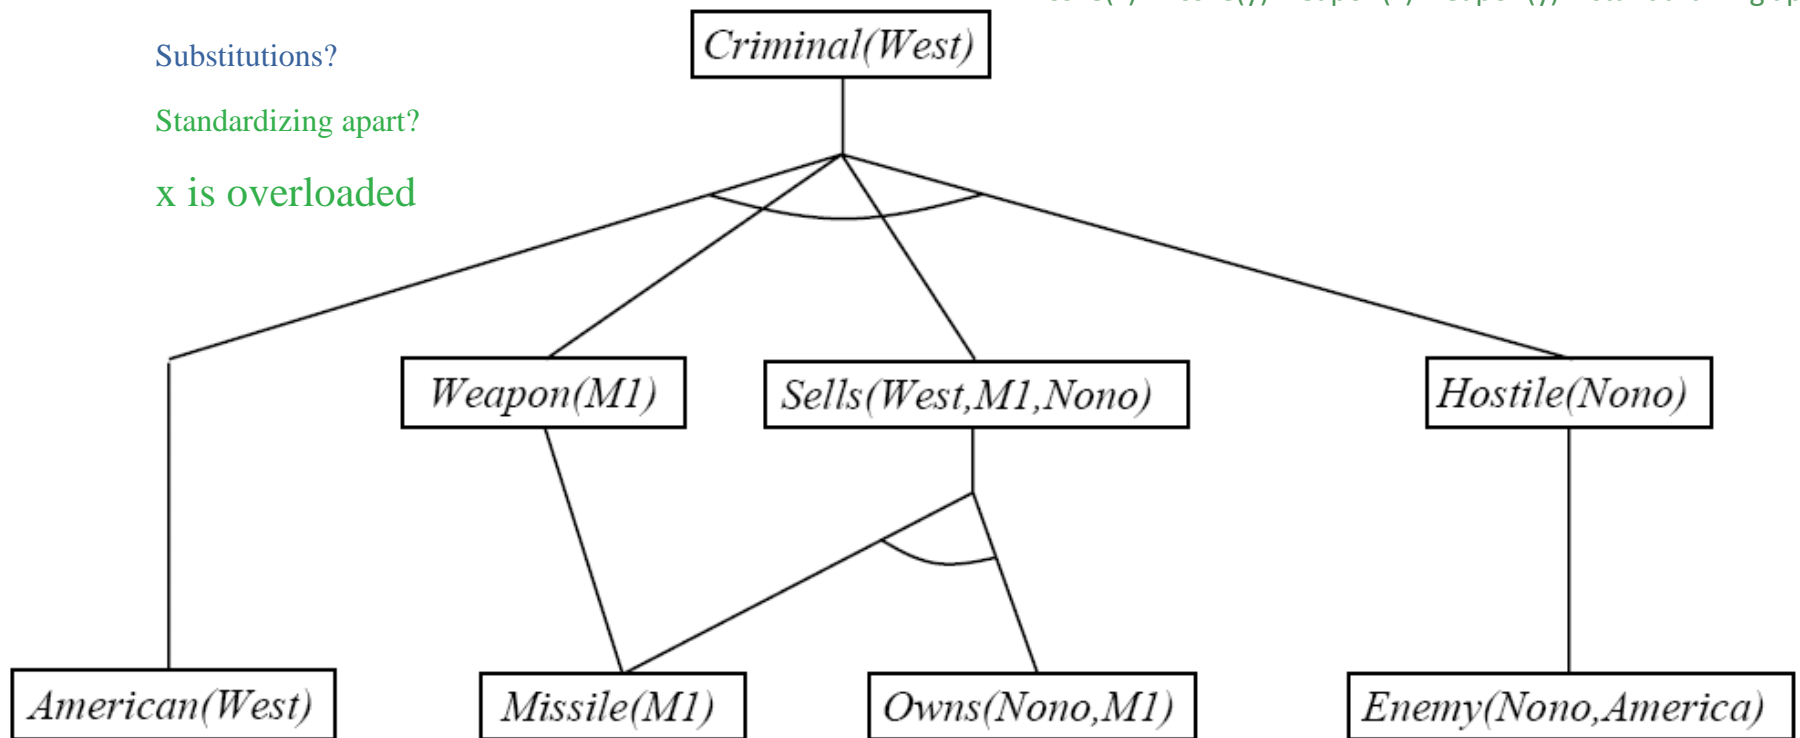 Criminal(West)
Substitutions?
Standardizing apart?
x is overloaded
Weapon(M1)
Sells(West,M1,Nono)
Hostile(Nono)
American(West)
Missile(M1)
Owns(Nono,M1)
Enemy(Nono,America)